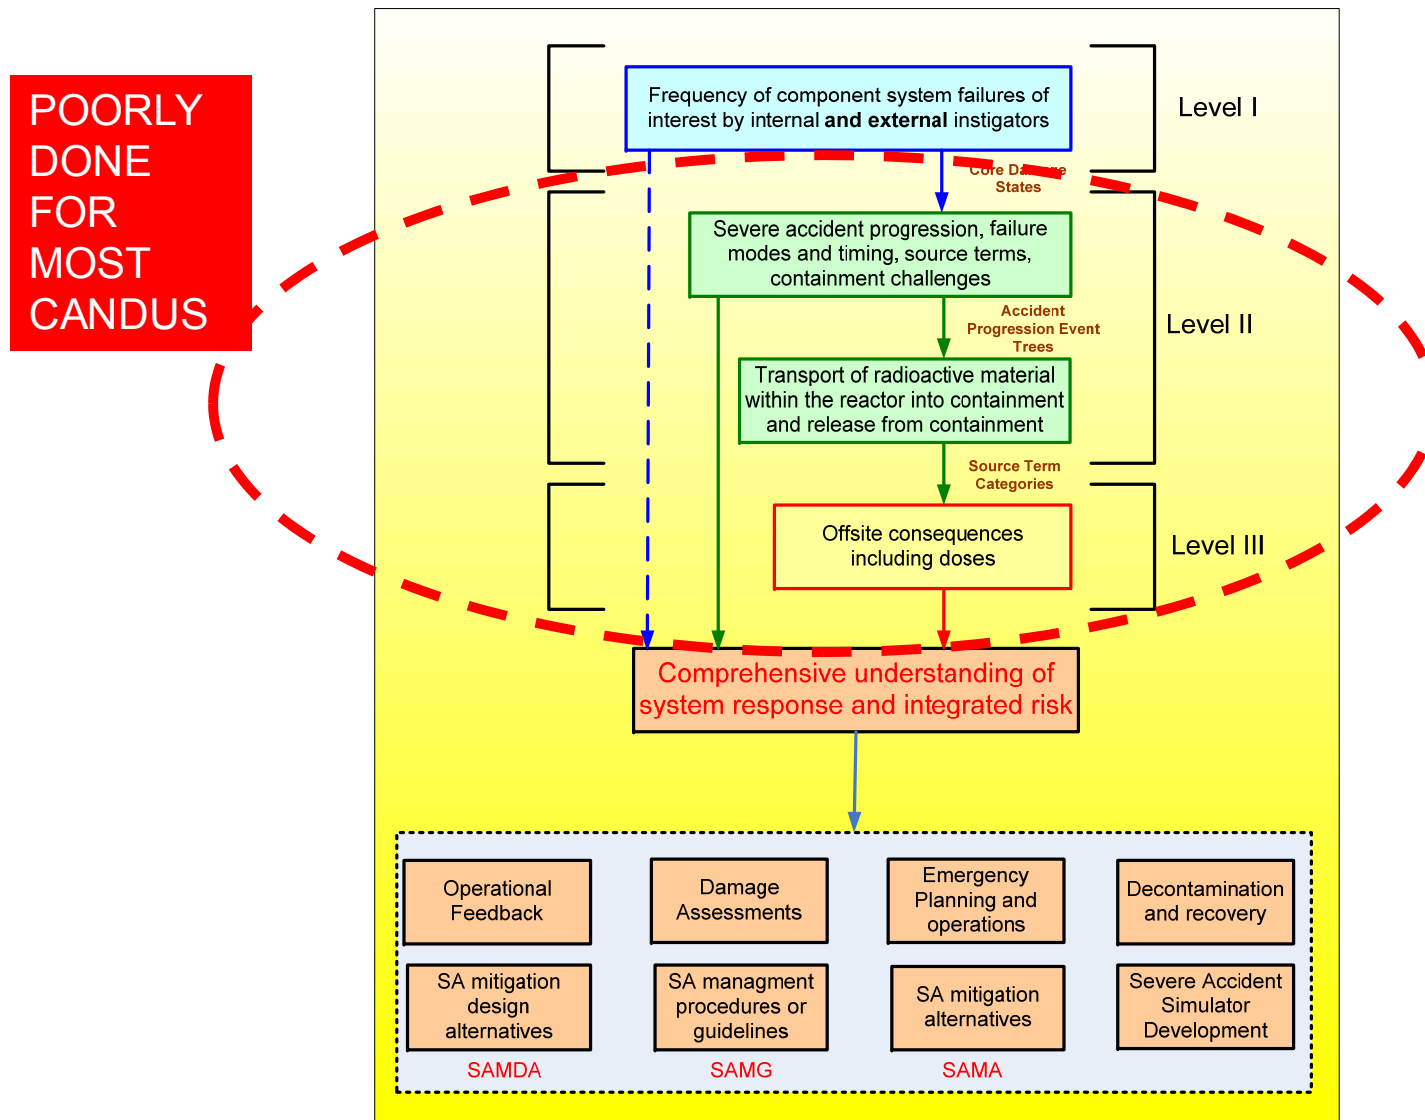 POORLY
DONE
FOR
MOST
CANDUS
Frequency of component system failures of
interest by internal and external instigators
Level I
Core Damage
States
Severe accident progression, failure
modes and timing, source terms,
containment challenges
Accident
Progression Event
Trees
Level II
Transport of radioactive material
within the reactor into containment
and release from containment
Source Term
Categories
Offsite consequences
including doses
Level III
Comprehensive understanding of
system response and integrated risk
Operational
Feedback
Damage
Assessments
Emergency
Planning and
operations
Decontamination
and recovery
SA mitigation
design
alternatives
SA managment
procedures or
guidelines
SA mitigation
alternatives
Severe Accident
Simulator
Development
SAMDA
SAMG
SAMA